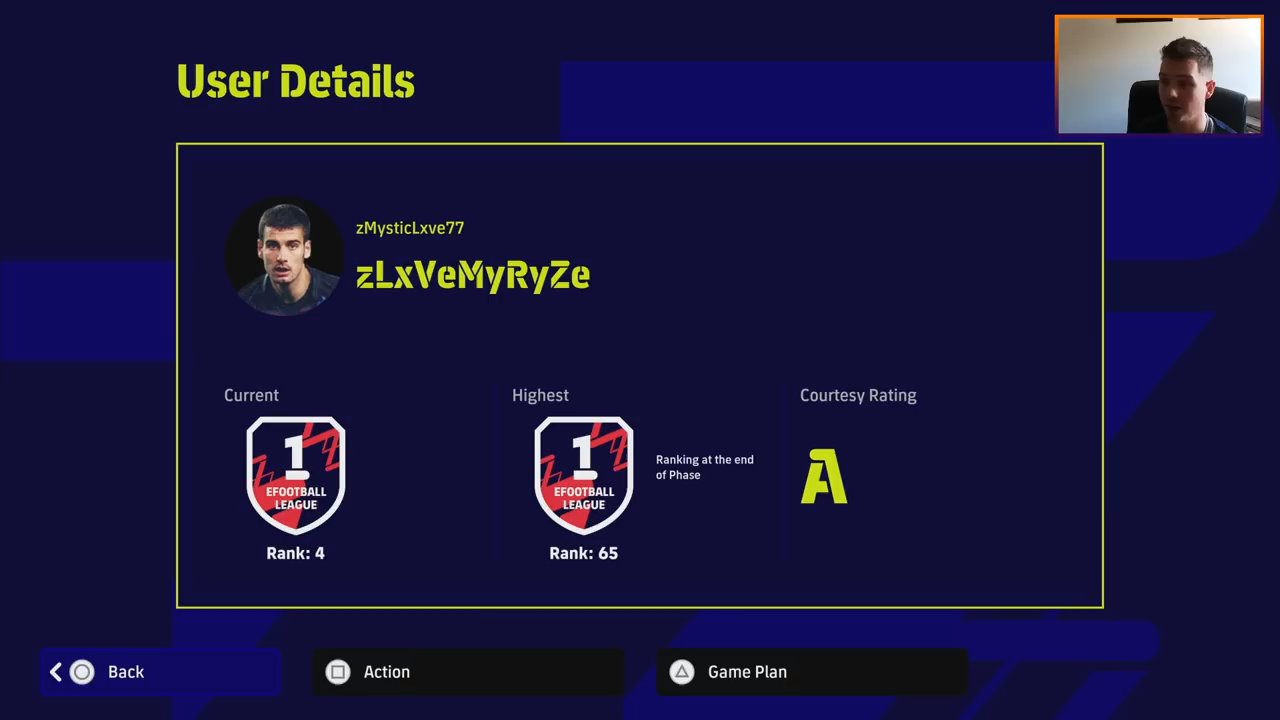 User Details
zMysticLxve77
zLxVeMyRyZe
Current
1
EFOOTBALL
LEAGUE
Rank: 4
Highest
1
EFOOTBALL
LEAGUE
Rank: 65
Ranking at the end
of Phase
Courtesy Rating
A
Back
Action
Game Plan